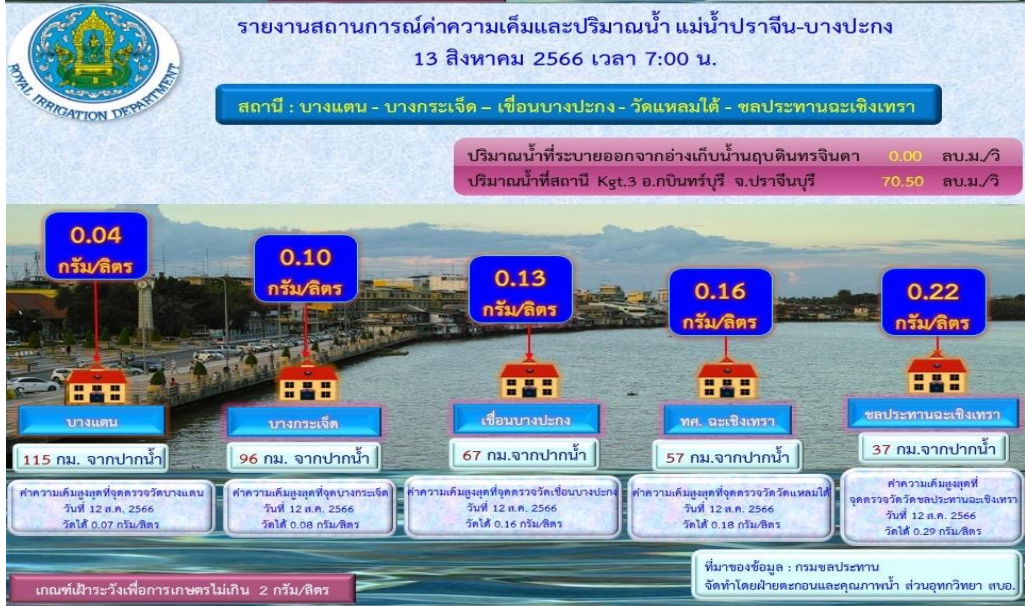 รายงานสถานการณ์ค่าความเค็มและปริมาณน้ำ แม่น้ำปราจีน-บางปะกง
13 สิงหาคม 2566 เวลา 7:00 น.
ROYAL IRRIGATION DEPARTMENT
สถานี : บางแตน - บางกระเจ็ด – เขื่อนบางปะกง - วัดแหลมใต้ - ชลประทานฉะเชิงเทรา
ปริมาณน้ำที่ระบายออกจากอ่างเก็บน้ำนฤบดินทรจินดา 0.00 ลบ.ม./วิ
ปริมาณน้ำที่สถานี Kgt.3 อ.กบินทร์บุรี จ.ปราจีนบุรี 70.50 ลบ.ม./วิ
0.04
กรัม/ลิตร
0.10
กรัม/ลิตร
0.13
กรัม/ลิตร
0.16
กรัม/ลิตร
0.22
กรัม/ลิตร
บางแตน
บางกระเจ็ด
เขื่อนบางปะกง
ทศ. ฉะเชิงเทรา
ชลประทานฉะเชิงเทรา
115 กม. จากปากน้ำ
96 กม. จากปากน้ำ
67 กม.จากปากน้ำ
57 กม.จากปากน้ำ
37 กม.จากปากน้ำ
ค่าความเค็มสูงสุดที่จุดตรวจวัดบางแตน
วันที่ 12 ส.ค. 2566
วัดได้ 0.07 กรัม/ลิตร
ค่าความเค็มสูงสุดที่จุดบางกระเจ็ด
วันที่ 12 ส.ค. 2566
วัดได้ 0.08 กรัม/ลิตร
ค่าความเค็มสูงสุดที่จุดตรวจวัดเขื่อนบางปะกง
วันที่ 12 ส.ค. 2566
วัดได้ 0.16 กรัม/ลิตร
ค่าความเค็มสูงสุดที่จุดตรวจวัดวัดแหลมใต้
วันที่ 12 ส.ค. 2566
วัดได้ 0.18 กรัม/ลิตร
ค่าความเค็มสูงสุดที่
จุดตรวจวัดวัดชลประทานฉะเชิงเทรา
วันที่ 12 ส.ค. 2566
วัดได้ 0.29 กรัม/ลิตร
เกณฑ์เฝ้าระวังเพื่อการเกษตรไม่เกิน 2 กรัม/ลิตร
ที่มาของข้อมูล : กรมชลประทาน
จัดทำโดยฝ่ายตะกอนและคุณภาพน้ำ ส่วนอุทกวิทยา สบอ.